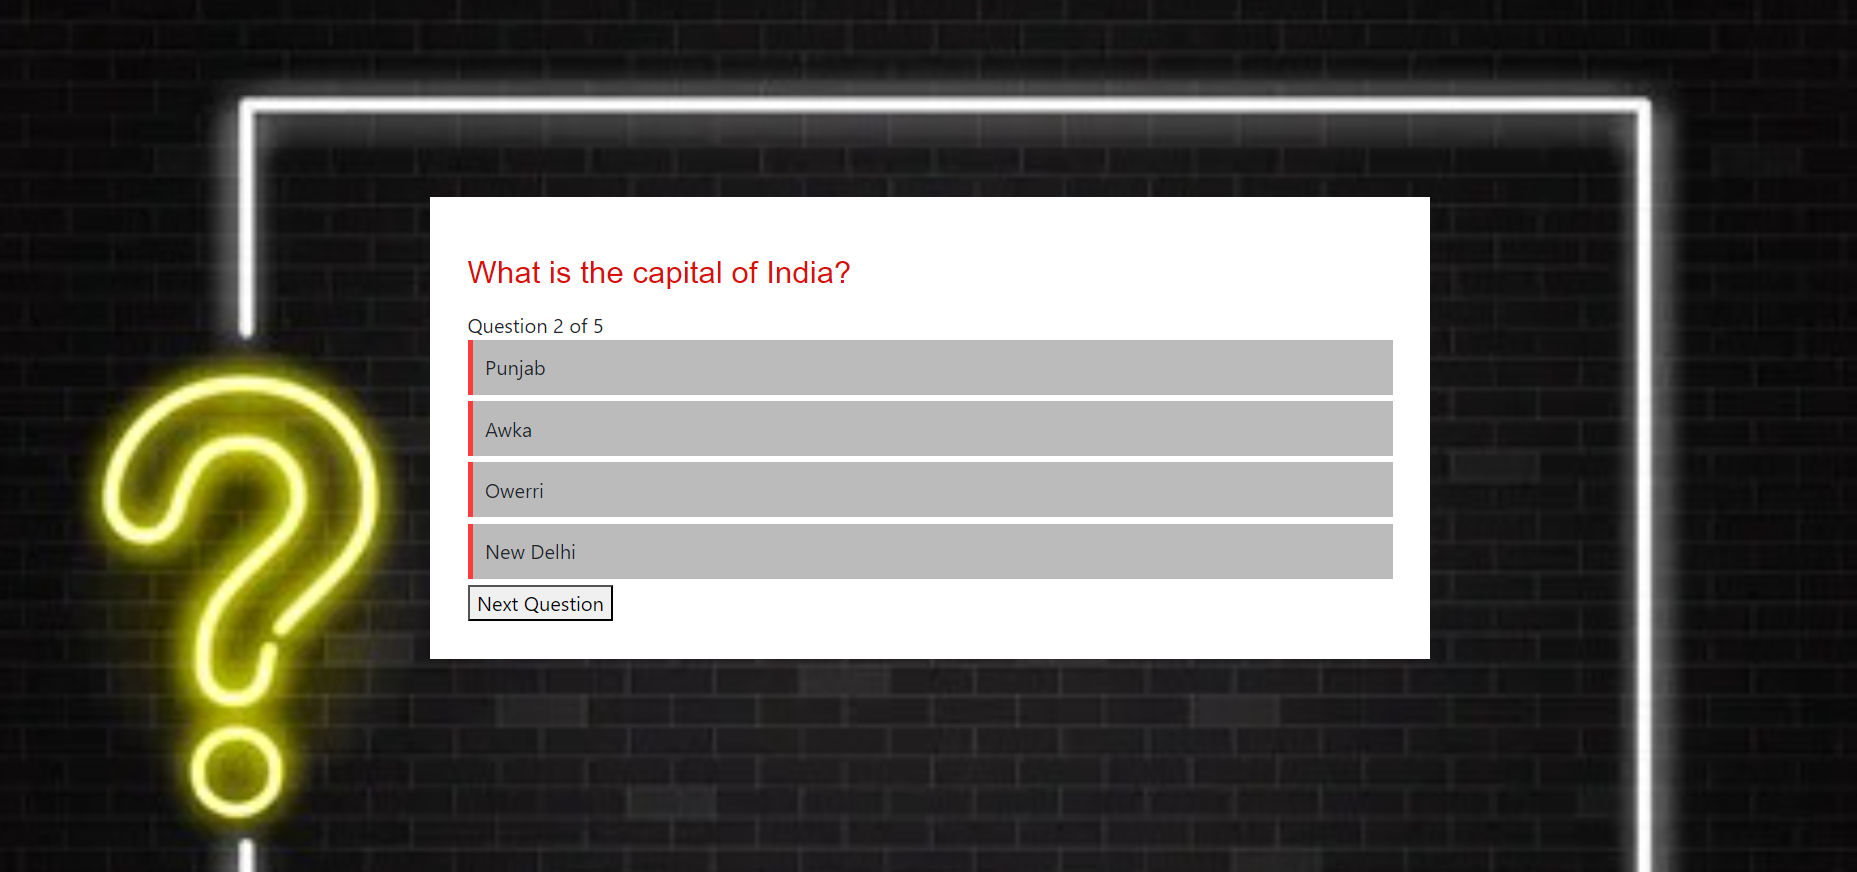 What is the capital of India?
Question 2 of 5
Punjab
Awka
Owerri
New Delhi
Next Question